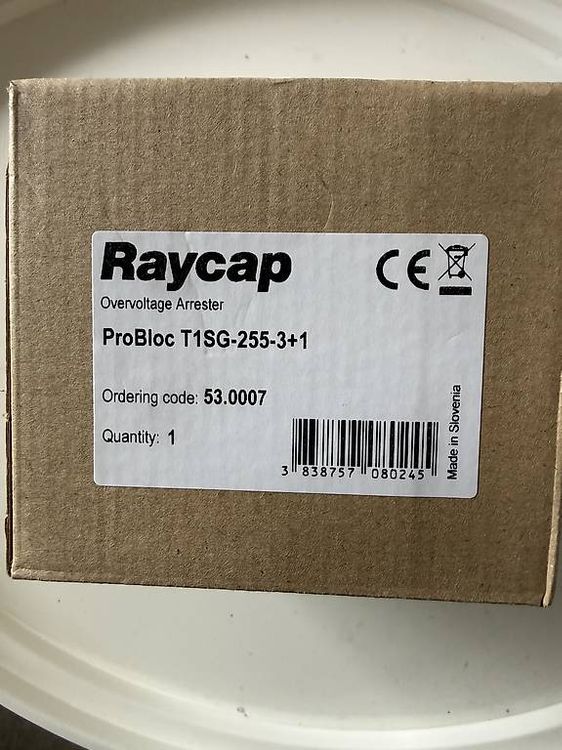 Raycap
CE
Overvoltage Arrester
ProBloc T1SG-255-3+1
Ordering code: 53.0007
Quantity: 1
3 838757 080245
Made in Slovenia